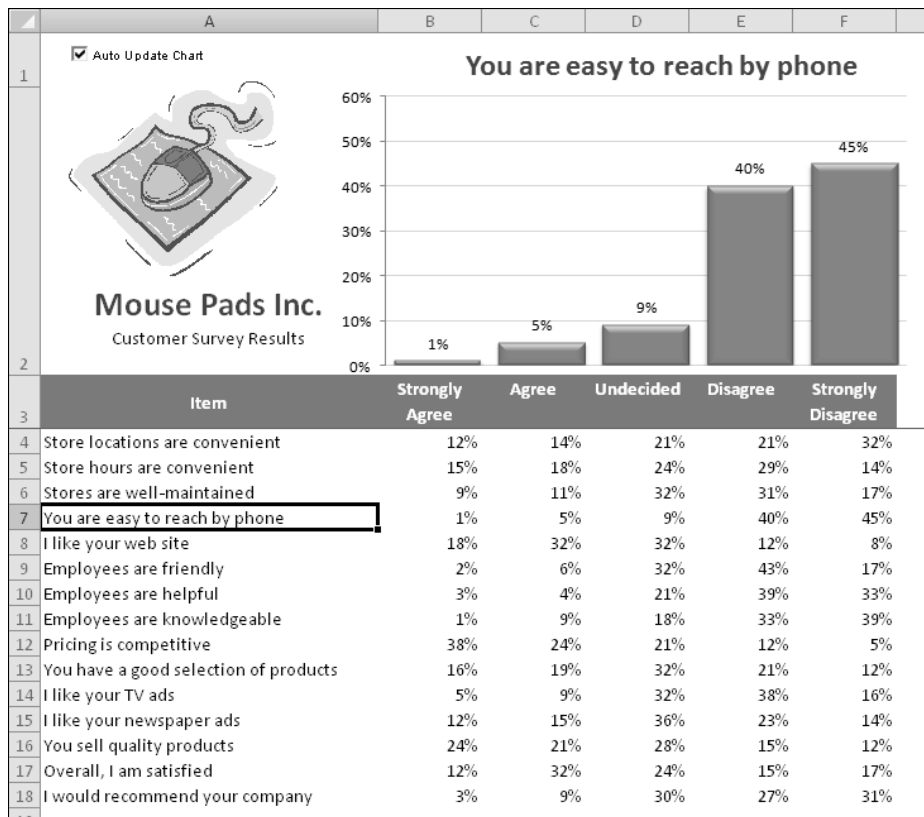 A B C D E F
1
Auto Update Chart
You are easy to reach by phone
60%
50%
40%
30%
20%
10%
0%
1% 5% 9% 40% 45%
Mouse Pads Inc.
Customer Survey Results
2
3 Item Strongly Agree Agree Undecided Disagree Strongly Disagree
4 Store locations are convenient 12% 14% 21% 21% 32%
5 Store hours are convenient 15% 18% 24% 29% 14%
6 Stores are well-maintained 9% 11% 32% 31% 17%
7 You are easy to reach by phone 1% 5% 9% 40% 45%
8 I like your web site 18% 32% 32% 12% 8%
9 Employees are friendly 2% 6% 32% 43% 17%
10 Employees are helpful 3% 4% 21% 39% 33%
11 Employees are knowledgeable 1% 9% 18% 33% 39%
12 Pricing is competitive 38% 24% 21% 12% 5%
13 You have a good selection of products 16% 19% 32% 21% 12%
14 I like your TV ads 5% 9% 32% 38% 16%
15 I like your newspaper ads 12% 15% 36% 23% 14%
16 You sell quality products 24% 21% 28% 15% 12%
17 Overall, I am satisfied 12% 32% 24% 15% 17%
18 I would recommend your company 3% 9% 30% 27% 31%